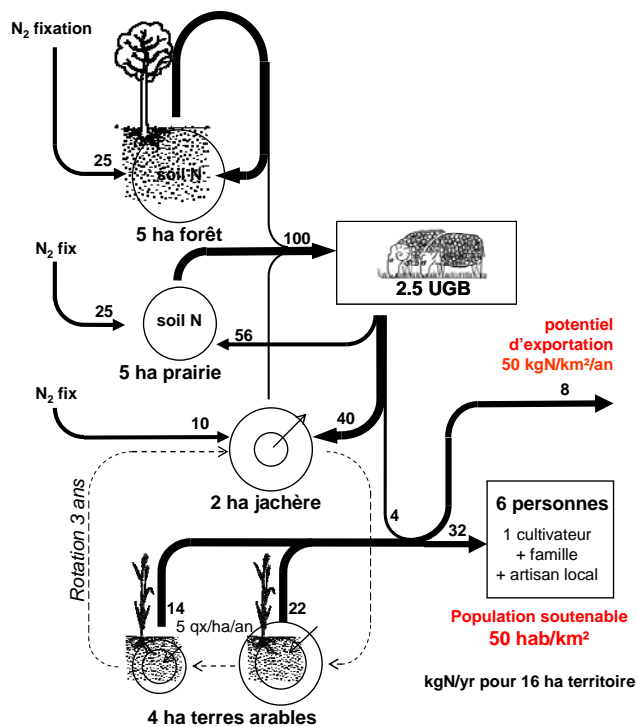 N2 fixation
25
soil N
5 ha forêt
100
2.5 UGB
N2 fix
25
soil N
56
5 ha prairie
potentiel
d'exportation
50 kgN/km²/an
8
N2 fix
10
40
2 ha jachère
Rotation 3 ans
4
32
6 personnes
1 cultivateur
+ famille
+ artisan local
14
5 qx/ha/an
22
Population soutenable
50 hab/km²
4 ha terres arables
kgN/yr pour 16 ha territoire